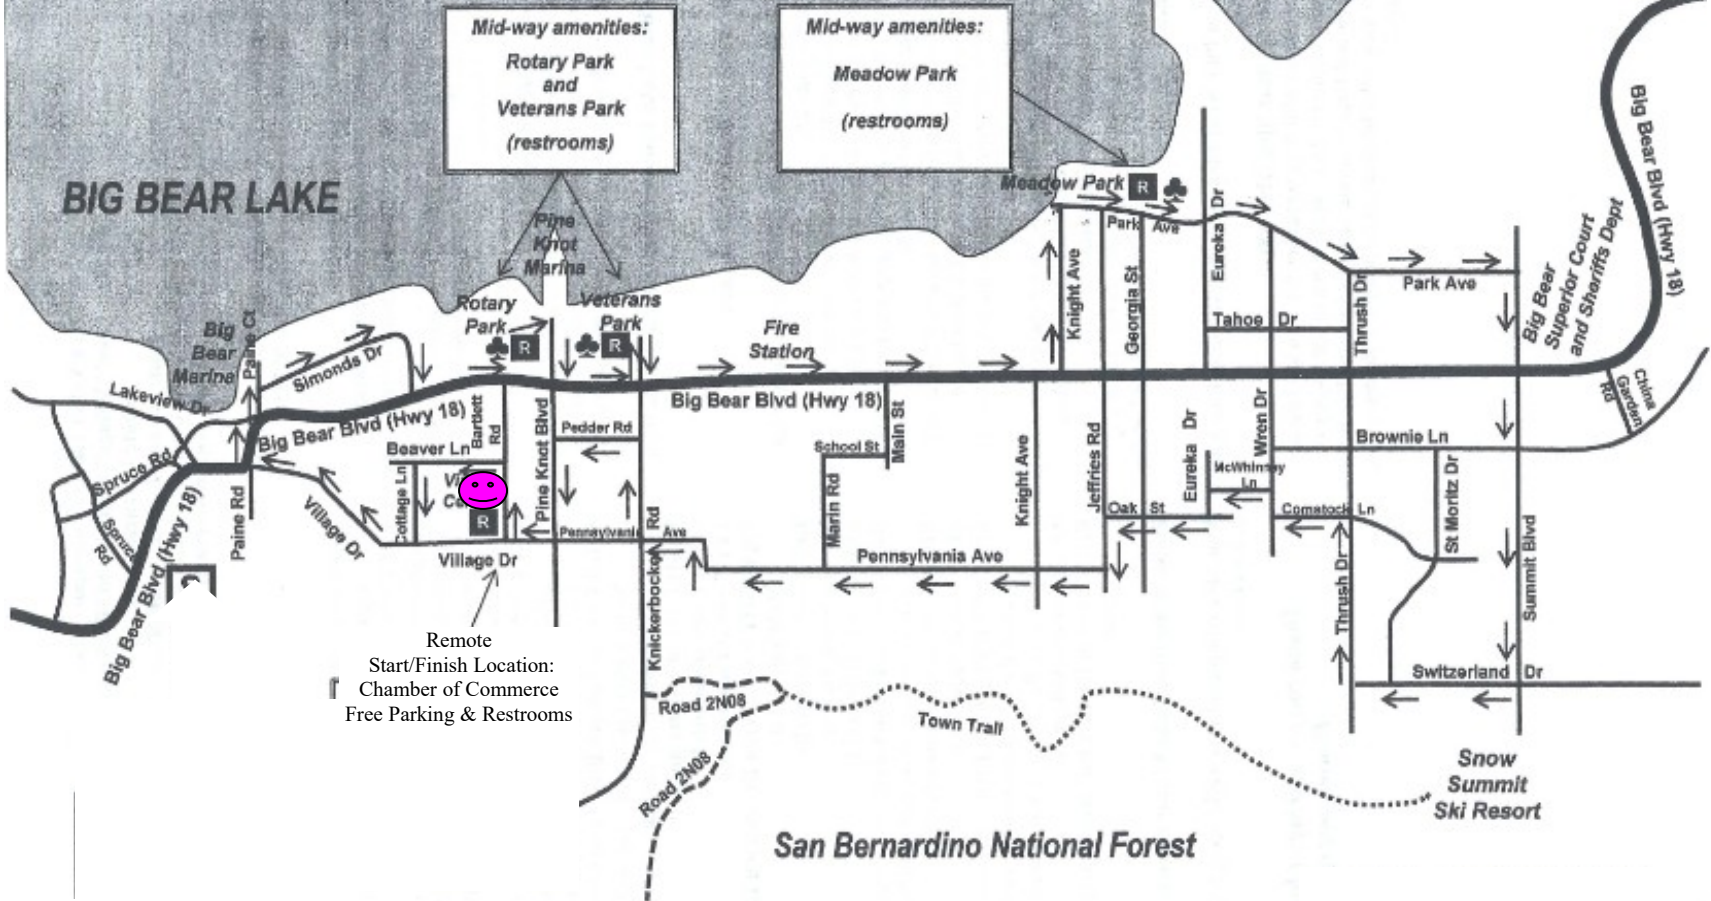 Mid-way amenities:
Rotary Park
and
Veterans Park
(restrooms)
Mid-way amenities:
Meadow Park
(restrooms)
BIG BEAR LAKE
Pine
Knot
Marina
Meadow Park
R
Park Ave
Eureka Dr
Big Bear Blvd (Hwy 18)
Big Bear
Superior Court
and Sheriffs Dept
Knight Ave
Georgia St
Tahoe Dr
Thrush Dr
Park Ave
Rotary
Park
R
Veterans
Park
R
Fire
Station
Big
Bear
Marina
Paine Ct
Simonds Dr
Lakeview Dr
Big Bear Blvd (Hwy 18)
Big Bear Blvd (Hwy 18)
China
Garden
Rd
Bartlett
Rd
Pine Knot Blvd
Pedder Rd
Beaver Ln
Cottage Ln
R
School St
Main St
Marin Rd
Knight Ave
Jeffries Rd
Eureka Dr
Wren Dr
McWhinney
Ln
Brownie Ln
St Moritz Dr
Oak St
Comstock Ln
Spruce Rd
Spruce
Rd
Big Bear Blvd (Hwy 18)
Paine Rd
Village Dr
Village Dr
Pennsylvania Ave
Pennsylvania Ave
Knickerbocker Rd
Thrush Dr
Summit Blvd
Switzerland Dr
Remote
Start/Finish Location:
Chamber of Commerce
Free Parking & Restrooms
Road 2N08
Road 2N08
Town Trail
Snow
Summit
Ski Resort
San Bernardino National Forest